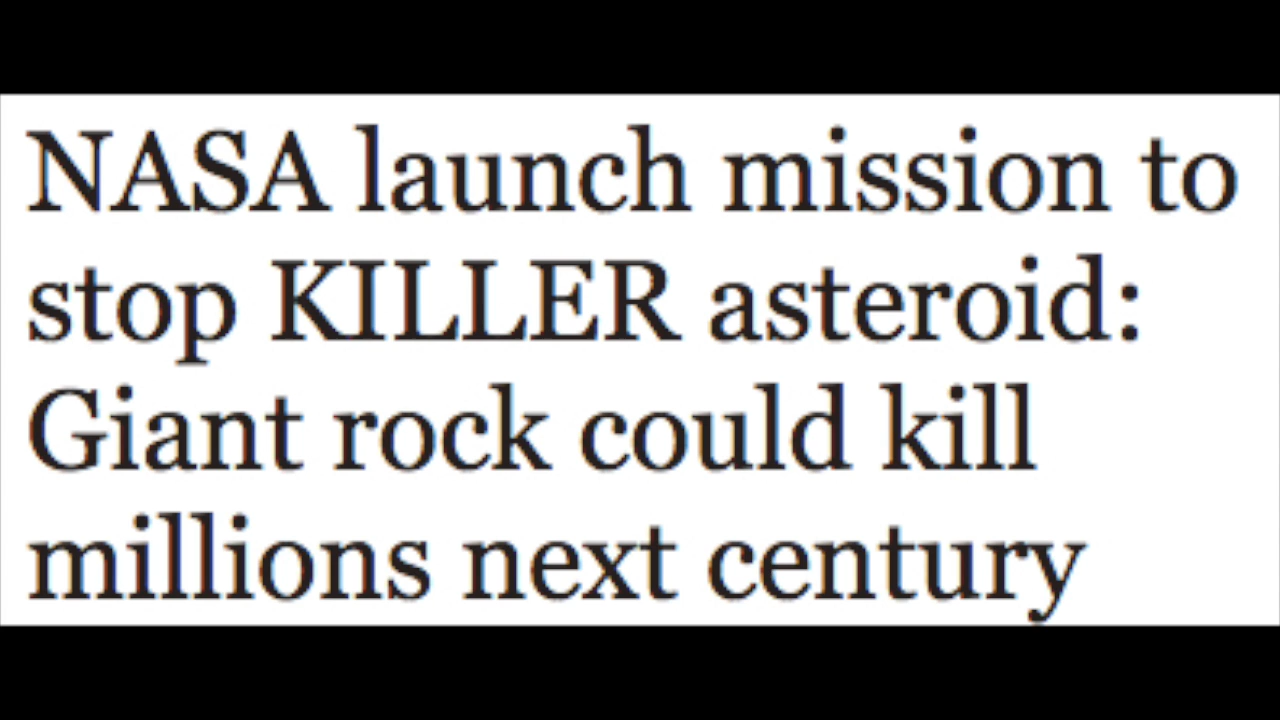 NASA launch mission to
stop KILLER asteroid:
Giant rock could kill
millions next century